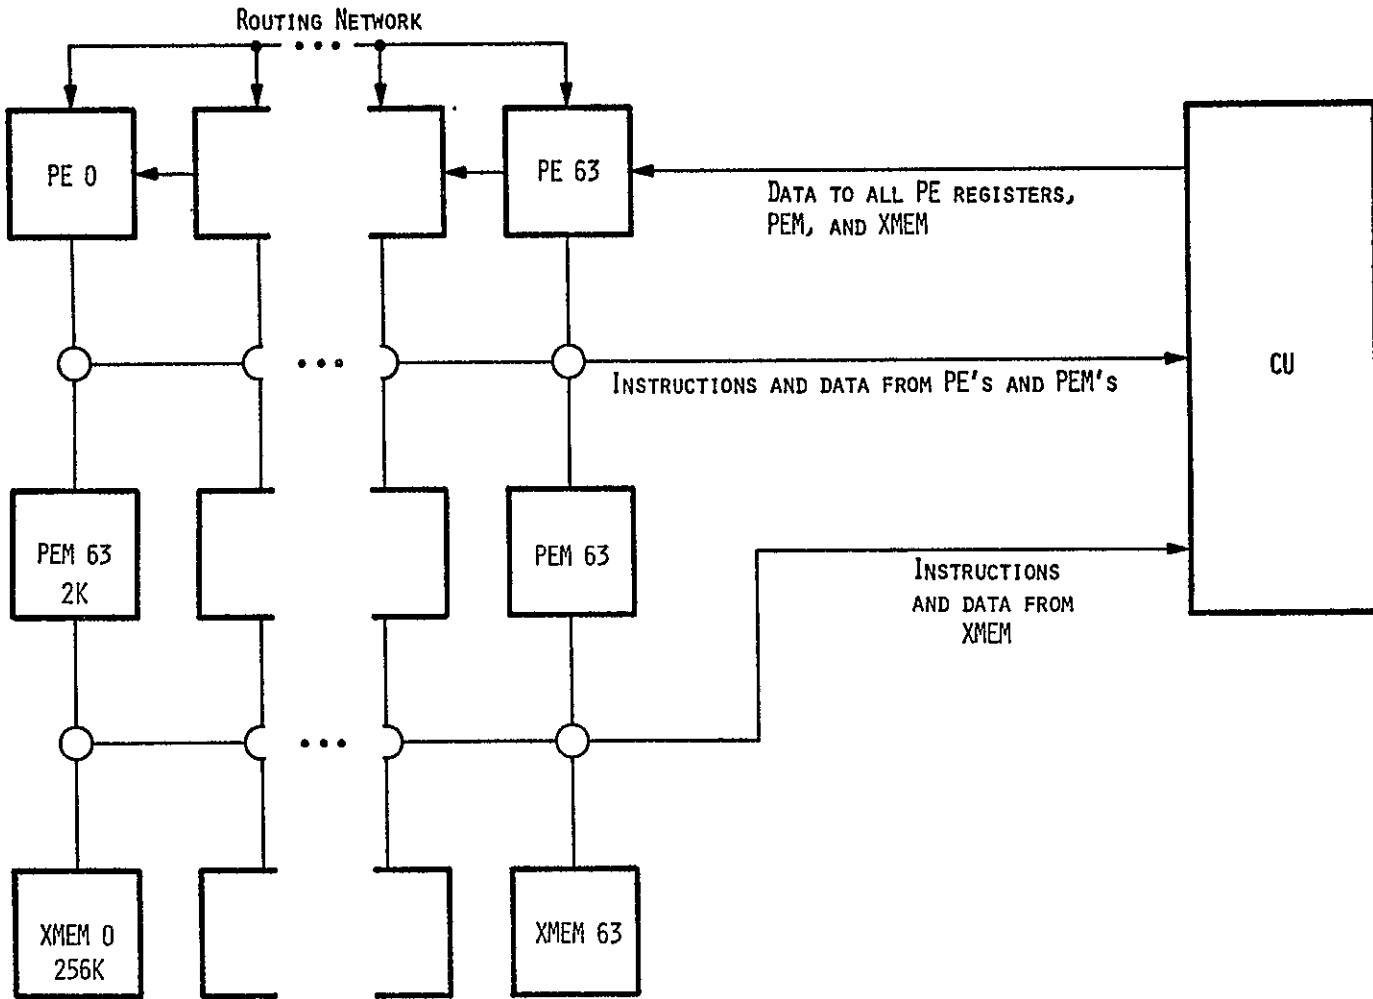 ROUTING NETWORK
PE 0
PE 63
DATA TO ALL PE REGISTERS,
PEM, AND XMEM
CU
INSTRUCTIONS AND DATA FROM PE'S AND PEM'S
PEM 63
2K
PEM 63
INSTRUCTIONS
AND DATA FROM
XMEM
XMEM 0
256K
XMEM 63